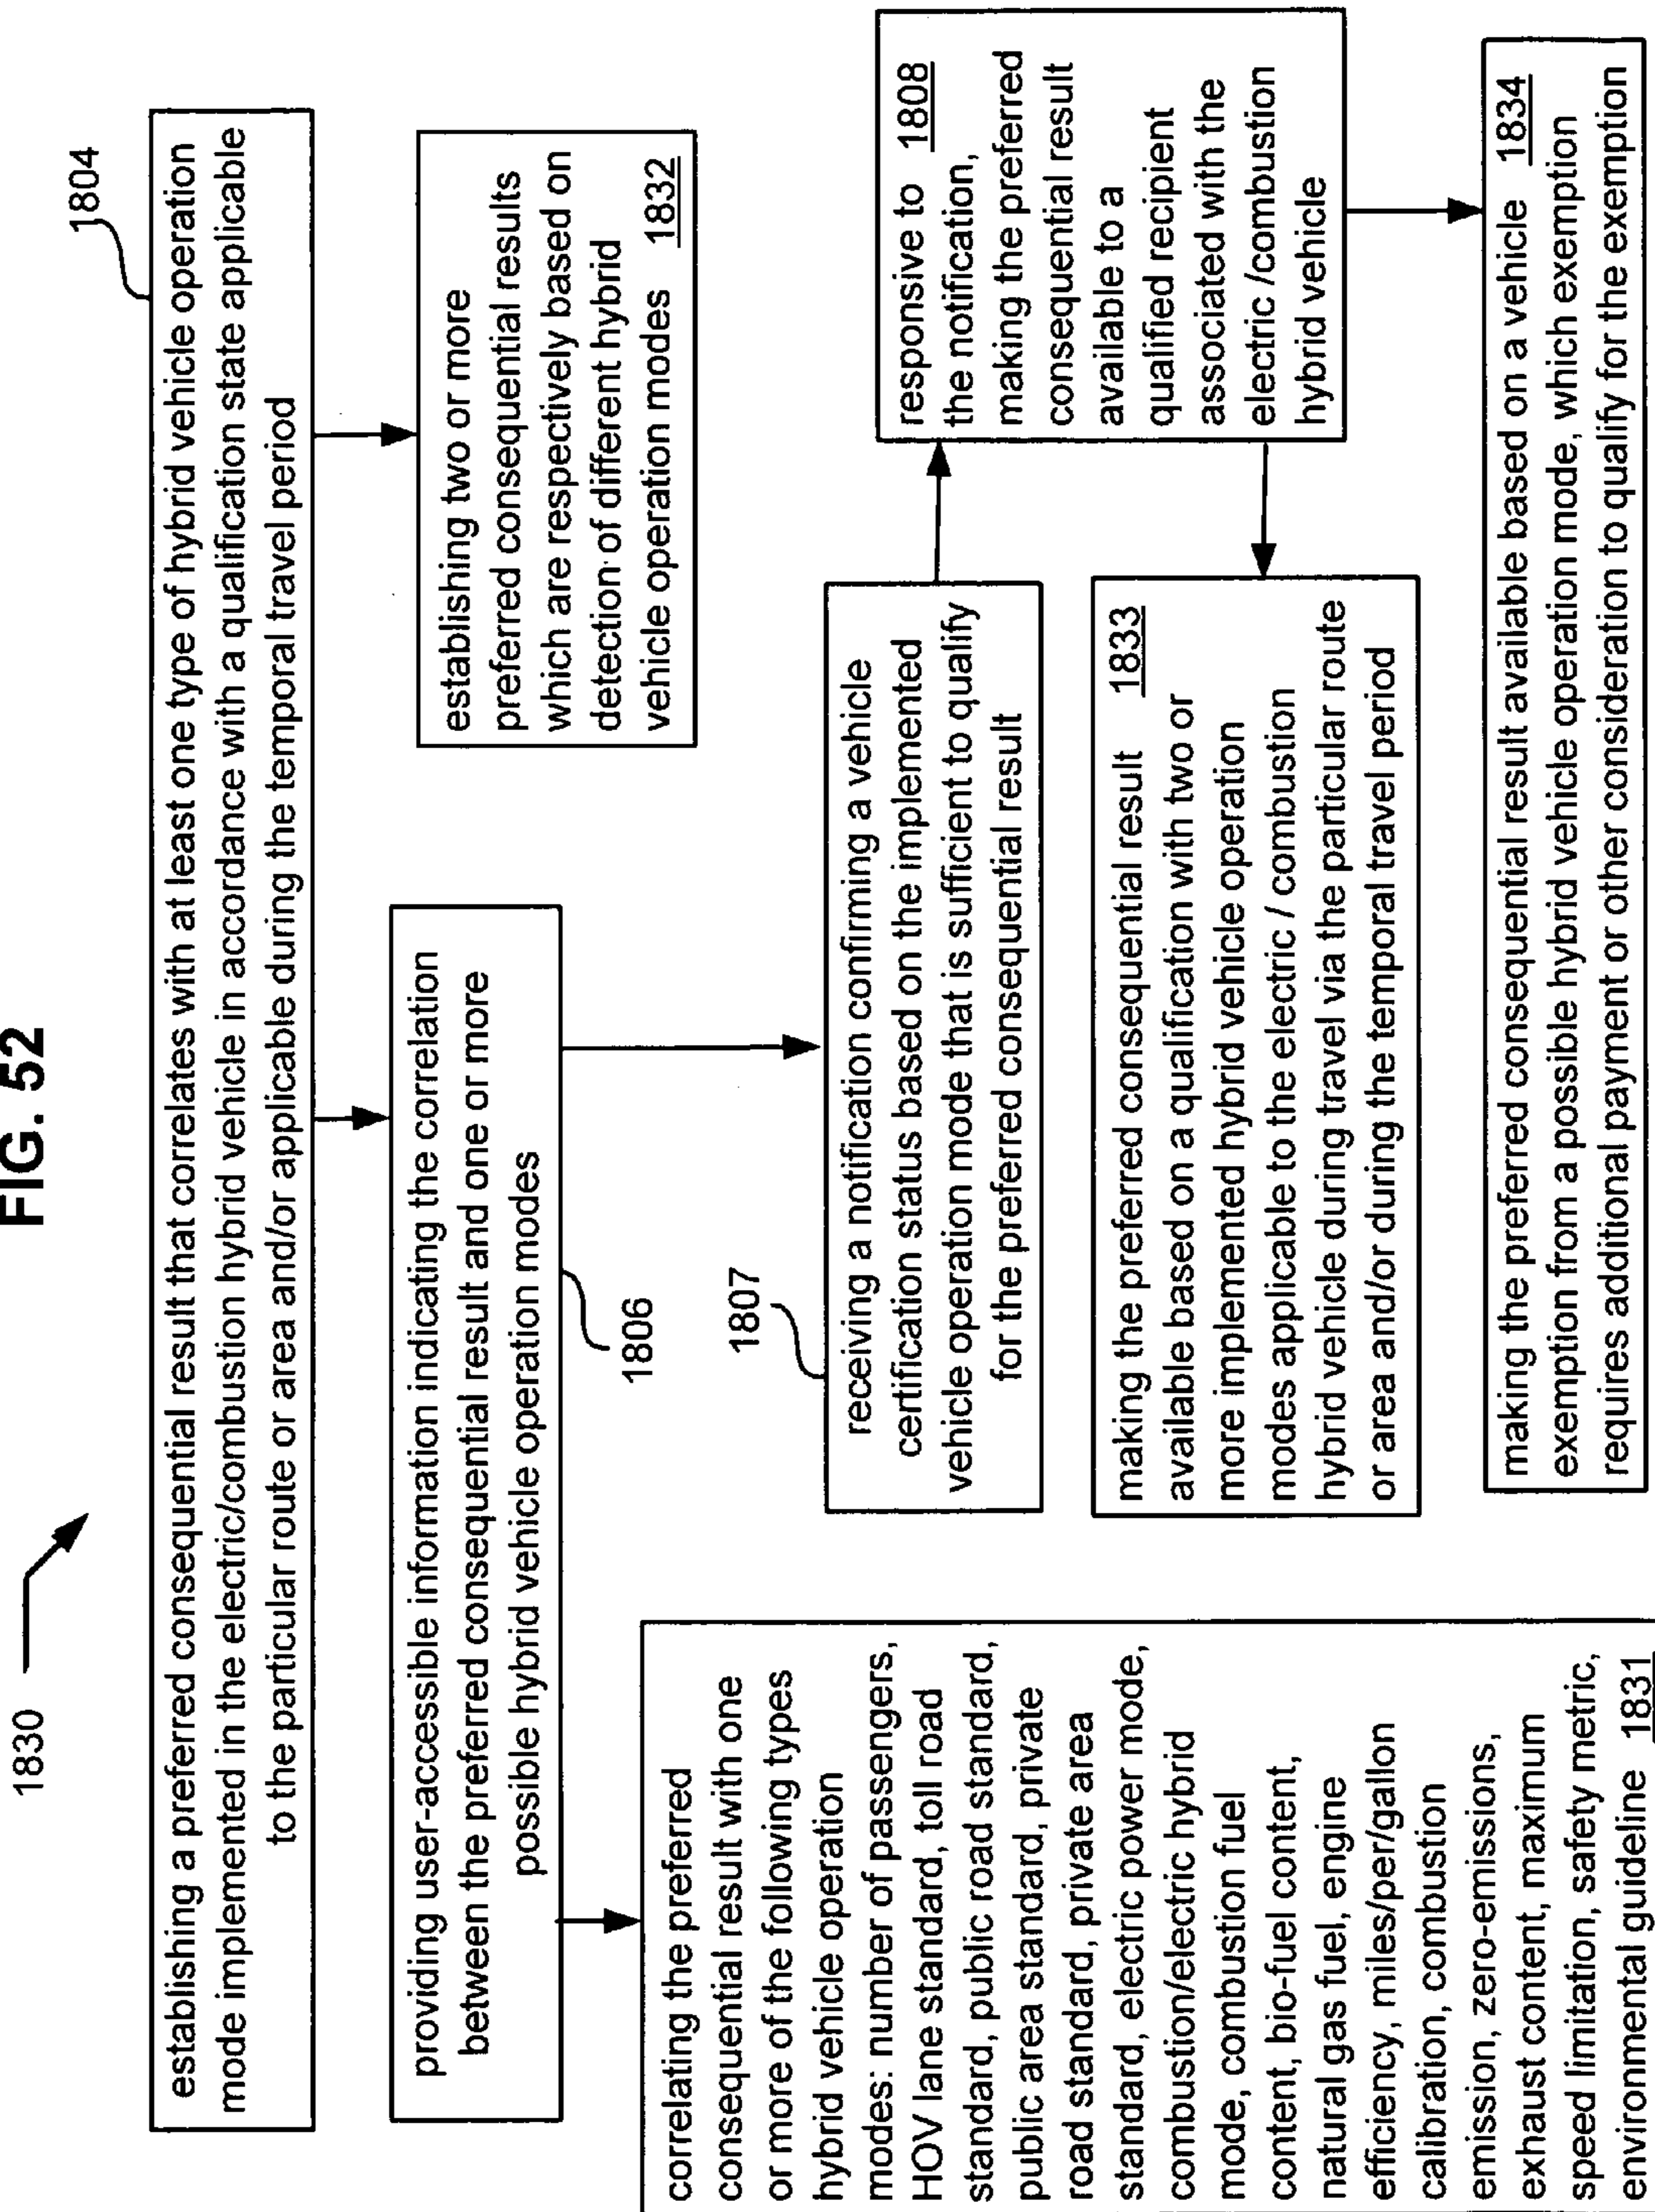 FIG. 52
1830
1804
establishing a preferred consequential result that correlates with at least one type of hybrid vehicle operation
mode implemented in the electric/combustion hybrid vehicle in accordance with a qualification state applicable
to the particular route or area and/or applicable during the temporal travel period
providing user-accessible information indicating the correlation
between the preferred consequential result and one or more
possible hybrid vehicle operation modes
1806
establishing two or more
preferred consequential results
which are respectively based on
detection of different hybrid
vehicle operation modes 1832
correlating the preferred
consequential result with one
or more of the following types
hybrid vehicle operation
modes: number of passengers,
HOV lane standard, toll road
standard, public road standard,
public area standard, private
road standard, private area
standard, electric power mode,
combustion/electric hybrid
mode, combustion fuel
content, bio-fuel content,
natural gas fuel, engine
efficiency, miles/per/gallon
calibration, combustion
emission, zero-emissions,
exhaust content, maximum
speed limitation, safety metric,
environmental guideline 1831
1807
receiving a notification confirming a vehicle
certification status based on the implemented
vehicle operation mode that is sufficient to qualify
for the preferred consequential result
responsive to 1808
the notification,
making the preferred
consequential result
available to a
qualified recipient
associated with the
electric /combustion
hybrid vehicle
making the preferred consequential result 1833
available based on a qualification with two or
more implemented hybrid vehicle operation
modes applicable to the electric / combustion
hybrid vehicle during travel via the particular route
or area and/or during the temporal travel period
making the preferred consequential result available based on a vehicle 1834
exemption from a possible hybrid vehicle operation mode, which exemption
requires additional payment or other consideration to qualify for the exemption